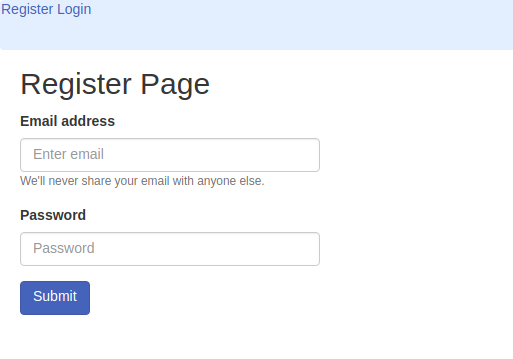 Register Login
Register Page
Email address
Enter email
We'll never share your email with anyone else.
Password
Password
Submit